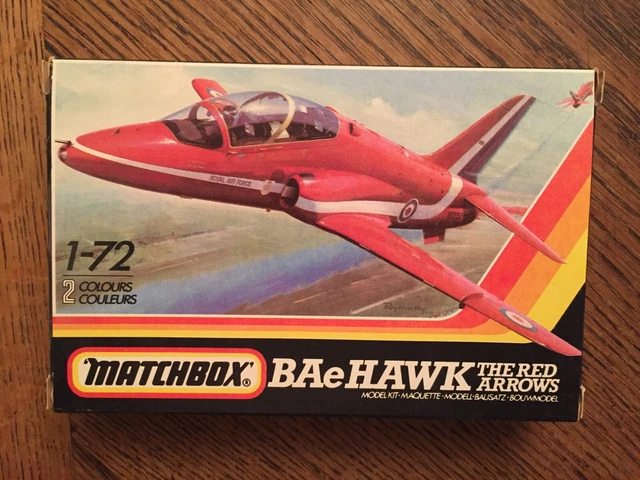 ROYAL AIR FORCE
1-72
2 COLOURS
COULEURS
"MATCHBOX"®
BAe HAWK THE RED ARROWS
MODEL KIT·MAQUETTE·MODELL-BAUSATZ·BOUWMODEL